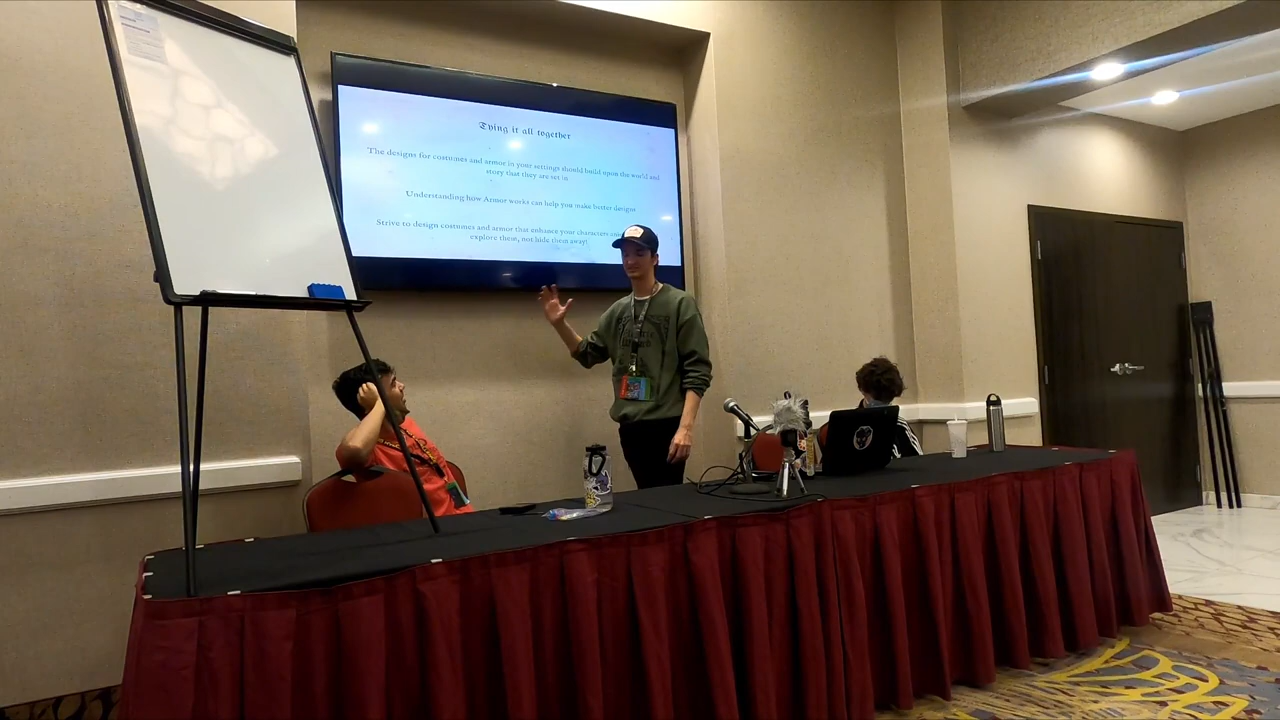 Tying it all together
The designs for costumes and armor in your settings should build upon the world and
story that they are set in
Understanding how Armor works can help you make better designs
Strive to design costumes and armor that enhance your characters and
explore them, not hide them away!